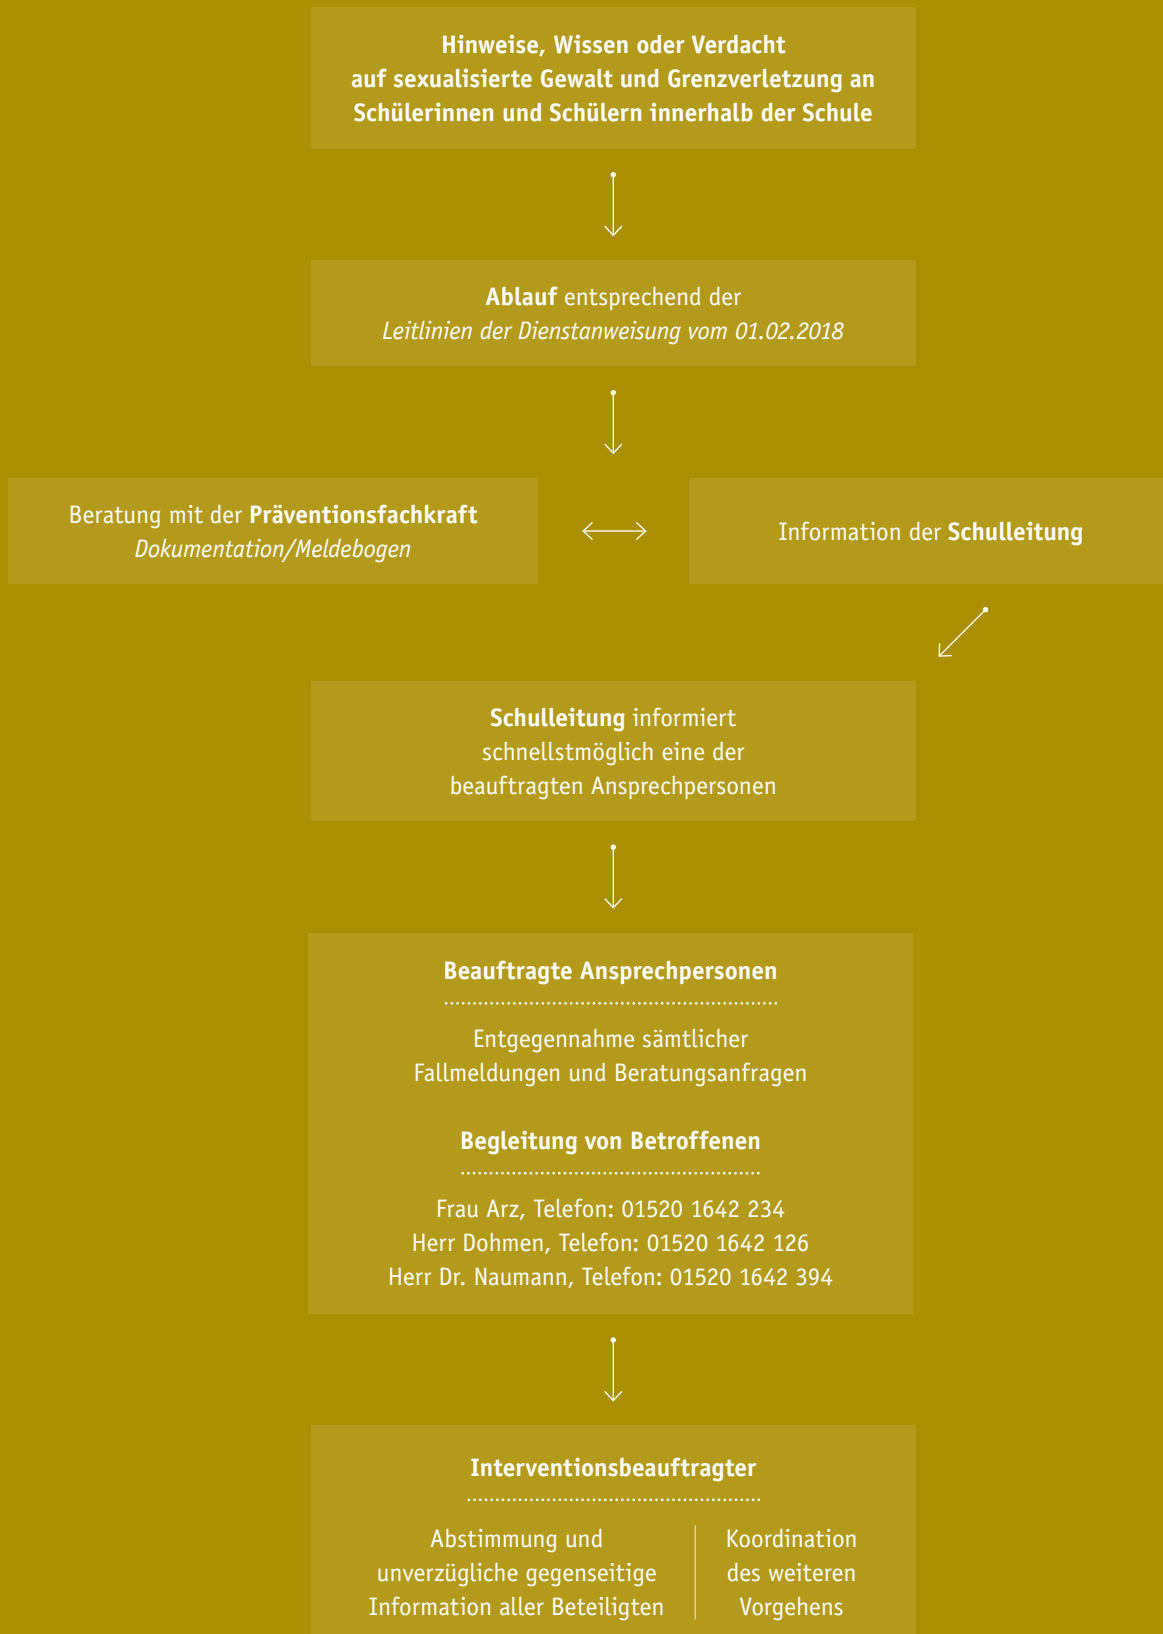 Hinweise, Wissen oder Verdacht
auf sexualisierte Gewalt und Grenzverletzung an
Schülerinnen und Schülern innerhalb der Schule
Ablauf entsprechend der
Leitlinien der Dienstanweisung vom 01.02.2018
Beratung mit der Präventionsfachkraft
Dokumentation/Meldebogen
Information der Schulleitung
Schulleitung informiert
schnellstmöglich eine der
beauftragten Ansprechpersonen
Beauftragte Ansprechpersonen
Entgegennahme sämtlicher
Fallmeldungen und Beratungsanfragen
Begleitung von Betroffenen
Frau Arz, Telefon: 01520 1642 234
Herr Dohmen, Telefon: 01520 1642 126
Herr Dr. Naumann, Telefon: 01520 1642 394
Interventionsbeauftragter
Abstimmung und
unverzügliche gegenseitige
Information aller Beteiligten
Koordination
des weiteren
Vorgehens